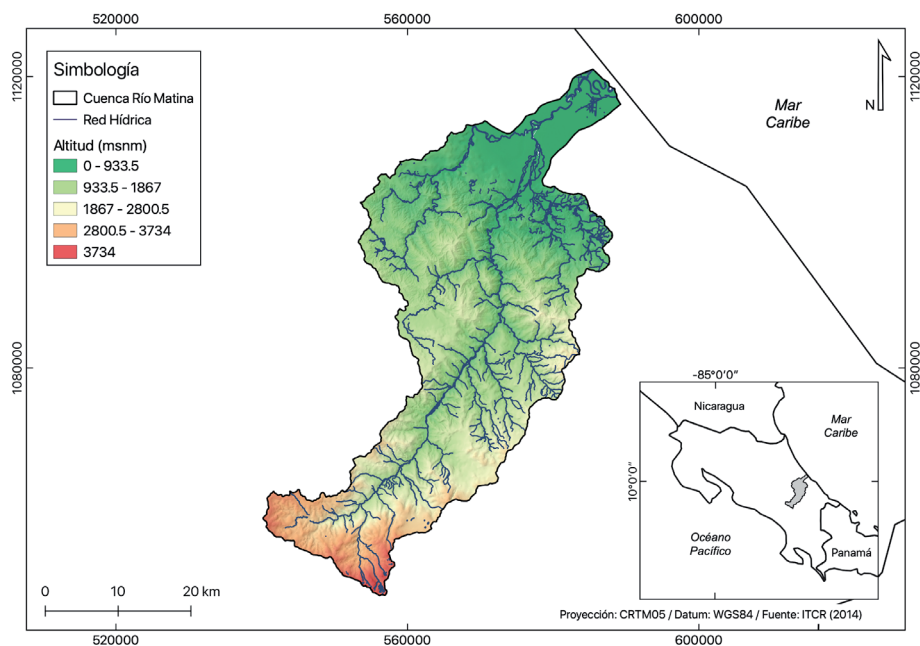 520000
560000
600000
1120000
1120000
Simbología
Cuenca Río Matina
Red Hídrica
Altitud (msnm)
0 - 933.5
933.5 - 1867
1867 - 2800.5
2800.5 - 3734
3734
Mar
Caribe
N
1080000
1080000
-85°0'0"
Nicaragua
Mar
Caribe
10°0'0"
Océano
Pacífico
Panamá
0
10
20 km
Proyección: CRTM05 / Datum: WGS84 / Fuente: ITCR (2014)
520000
560000
600000